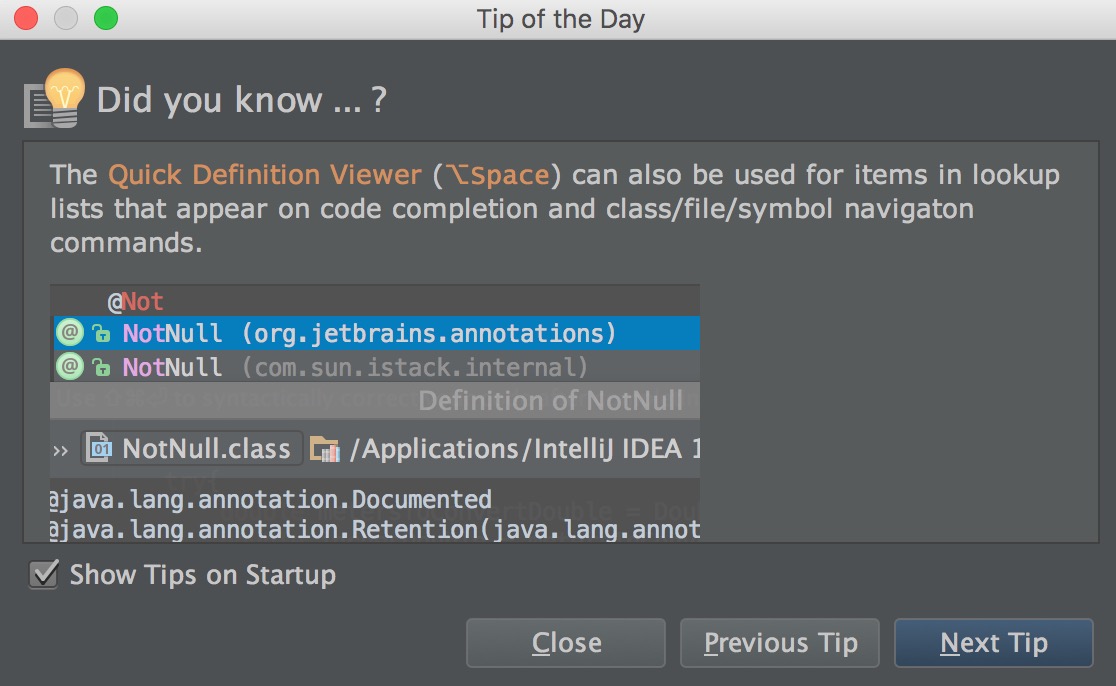 Tip of the Day
Did you know ... ?
The Quick Definition Viewer (⌥Space) can also be used for items in lookup
lists that appear on code completion and class/file/symbol navigaton
commands.
@Not
@ NotNull (org.jetbrains.annotations)
@ NotNull (com.sun.istack.internal)
Definition of NotNull
›› 01 NotNull.class /Applications/IntelliJ IDEA 1
@java.lang.annotation.Documented
@java.lang.annotation.Retention(java.lang.annot
Show Tips on Startup
Close Previous Tip Next Tip